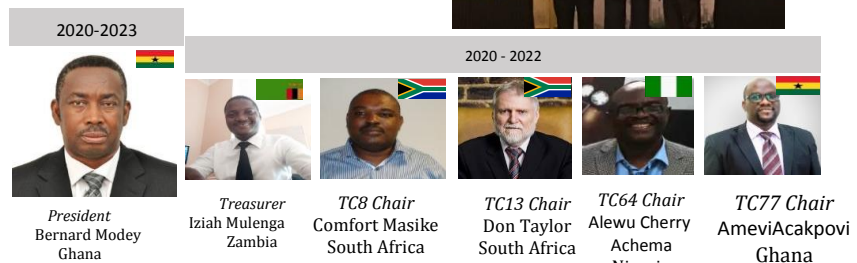 2020-2023
2020 - 2022
President
Bernard Modey
Ghana
Treasurer
Iziah Mulenga
Zambia
TC8 Chair
Comfort Masike
South Africa
TC13 Chair
Don Taylor
South Africa
TC64 Chair
Alewu Cherry
Achema
TC77 Chair
AmeviAcakpovi
Ghana